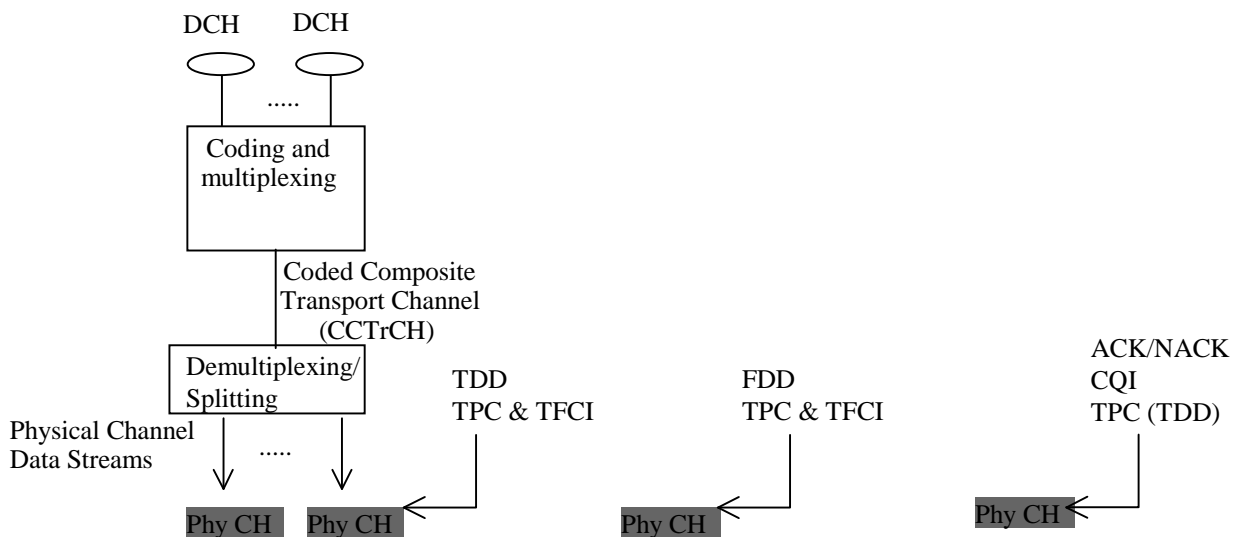 DCH
DCH
.....
Coding and
multiplexing
Coded Composite
Transport Channel
(CCTrCH)
Demultiplexing/
Splitting
Physical Channel
Data Streams
.....
TDD
TPC & TFCI
FDD
TPC & TFCI
ACK/NACK
CQI
TPC (TDD)
Phy CH
Phy CH
Phy CH
Phy CH